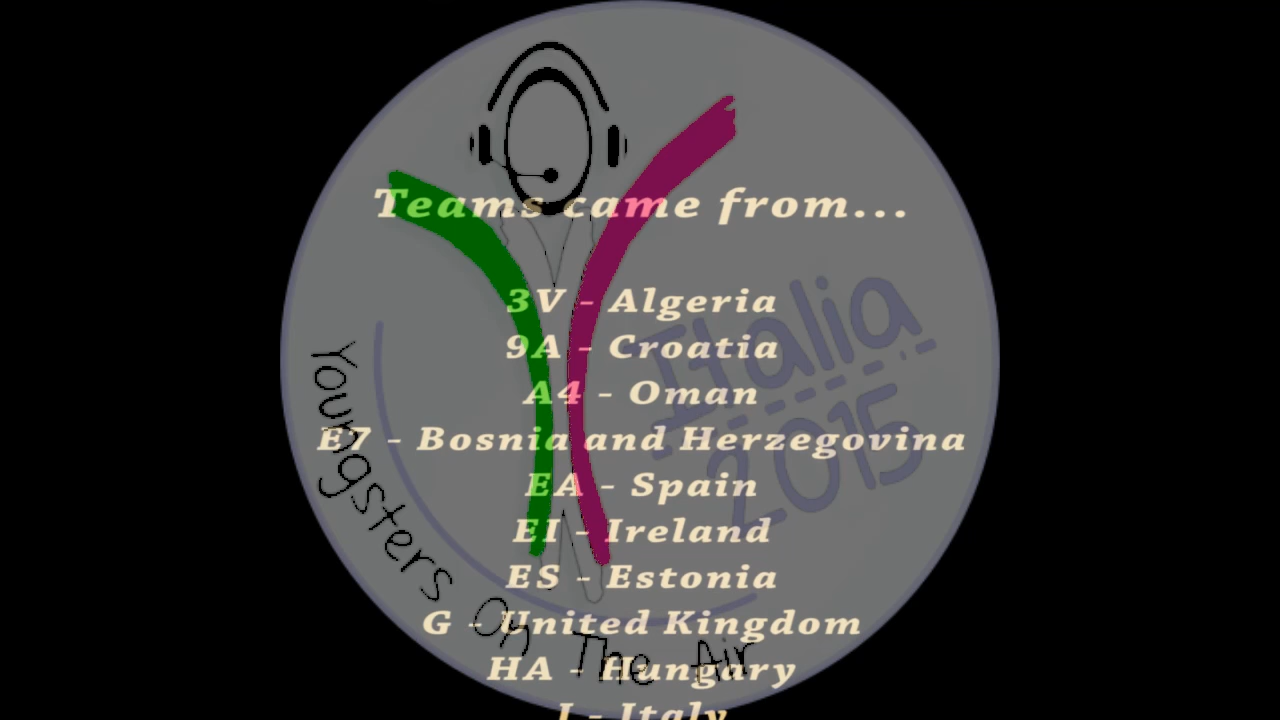 Teams came from...
3V - Algeria
9A - Croatia
A4 - Oman
E7 - Bosnia and Herzegovina
EA - Spain
EI - Ireland
ES - Estonia
G - United Kingdom
HA - Hungary
I - Italy
Italia
2015
Youngsters On The Air